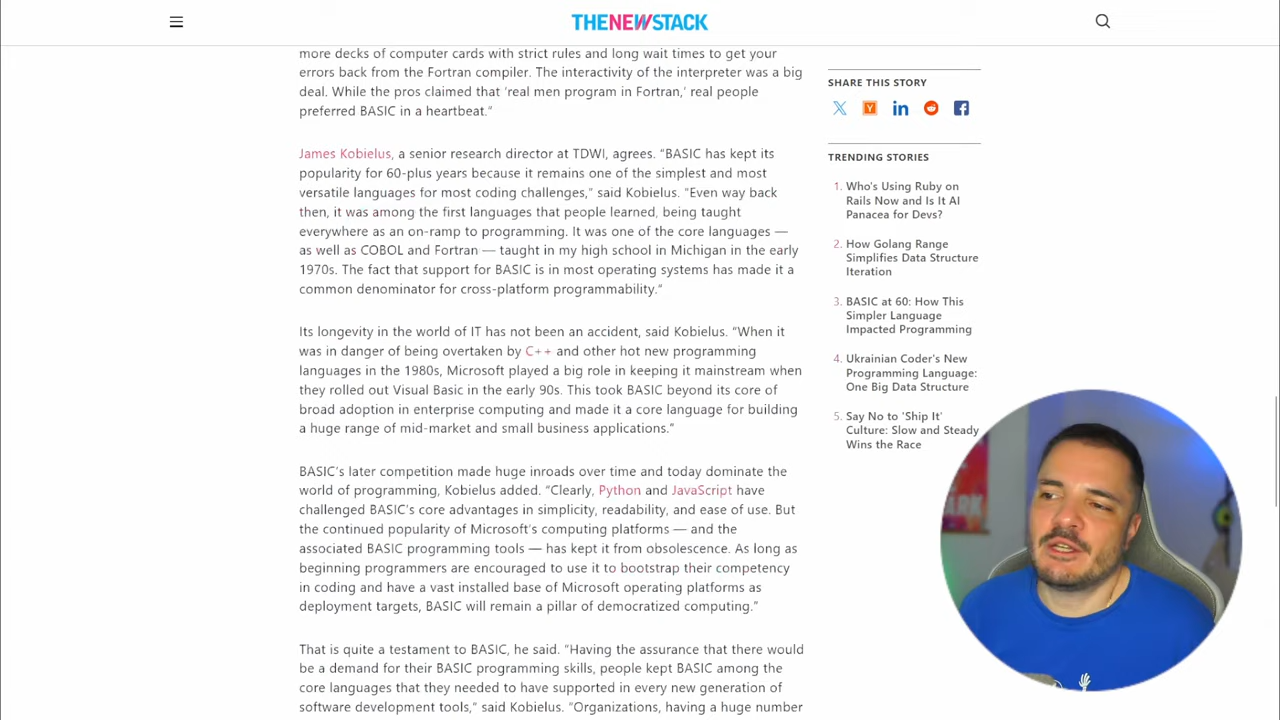 THENEWSTACK
more decks of computer cards with strict rules and long wait times to get your
errors back from the Fortran compiler. The interactivity of the interpreter was a big
deal. While the pros claimed that ‘real men program in Fortran,’ real people
preferred BASIC in a heartbeat.”
James Kobielus, a senior research director at TDWI, agrees. “BASIC has kept its
popularity for 60-plus years because it remains one of the simplest and most
versatile languages for most coding challenges,” said Kobielus. “Even way back
then, it was among the first languages that people learned, being taught
everywhere as an on-ramp to programming. It was one of the core languages —
as well as COBOL and Fortran — taught in my high school in Michigan in the early
1970s. The fact that support for BASIC is in most operating systems has made it a
common denominator for cross-platform programmability.”
Its longevity in the world of IT has not been an accident, said Kobielus. “When it
was in danger of being overtaken by C++ and other hot new programming
languages in the 1980s, Microsoft played a big role in keeping it mainstream when
they rolled out Visual Basic in the early 90s. This took BASIC beyond its core of
broad adoption in enterprise computing and made it a core language for building
a huge range of mid-market and small business applications.”
BASIC’s later competition made huge inroads over time and today dominate the
world of programming, Kobielus added. “Clearly, Python and JavaScript have
challenged BASIC’s core advantages in simplicity, readability, and ease of use. But
the continued popularity of Microsoft’s computing platforms — and the
associated BASIC programming tools — has kept it from obsolescence. As long as
beginning programmers are encouraged to use it to bootstrap their competency
in coding and have a vast installed base of Microsoft operating platforms as
deployment targets, BASIC will remain a pillar of democratized computing.”
That is quite a testament to BASIC, he said. “Having the assurance that there would
be a demand for their BASIC programming skills, people kept BASIC among the
core languages that they needed to have supported in every new generation of
software development tools,” said Kobielus. “Organizations, having a huge number
SHARE THIS STORY
TRENDING STORIES
1. Who's Using Ruby on
Rails Now and Is It AI
Panacea for Devs?
2. How Golang Range
Simplifies Data Structure
Iteration
3. BASIC at 60: How This
Simpler Language
Impacted Programming
4. Ukrainian Coder's New
Programming Language:
One Big Data Structure
5. Say No to 'Ship It'
Culture: Slow and Steady
Wins the Race